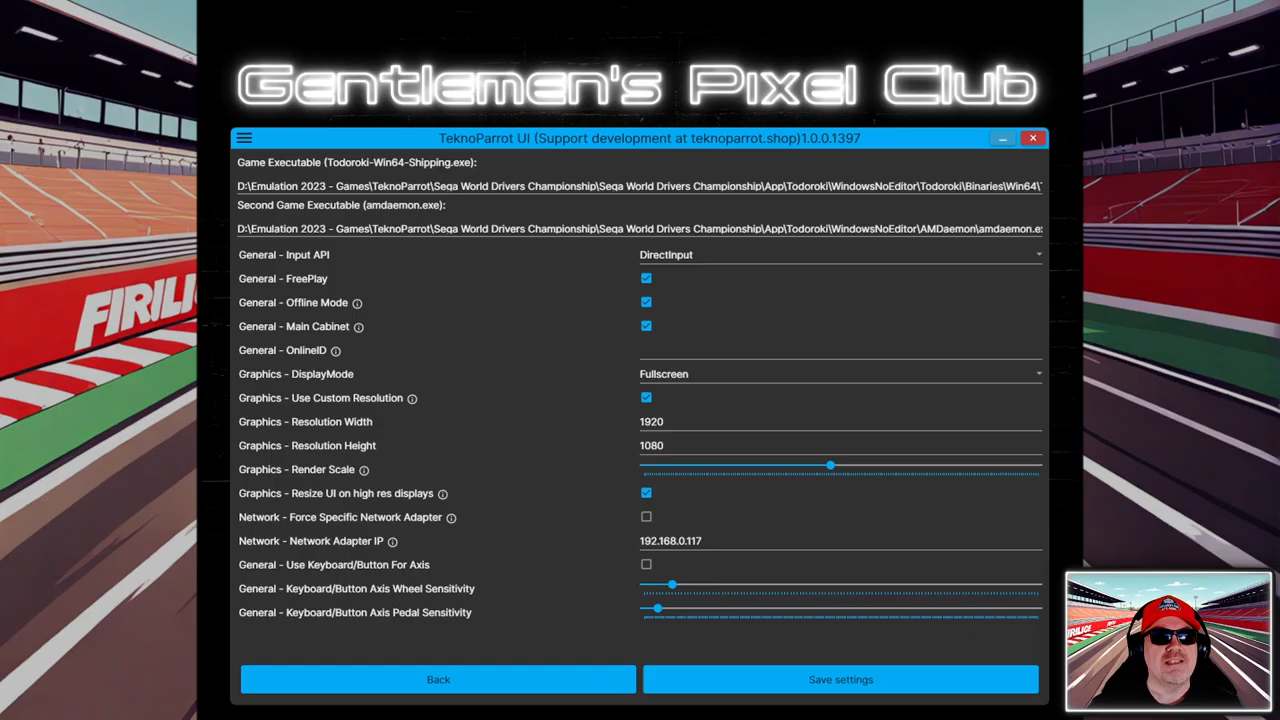 Gentlemen's Pixel Club
TeknoParrot UI (Support development at teknoparrot.shop)1.0.0.1397
Game Executable (Todoroki-Win64-Shipping.exe):
D:\Emulation 2023 - Games\TeknoParrot\Sega World Drivers Championship\Sega World Drivers Championship\App\Todoroki\WindowsNoEditor\Todoroki\Binaries\Win64\
Second Game Executable (amdaemon.exe):
D:\Emulation 2023 - Games\TeknoParrot\Sega World Drivers Championship\Sega World Drivers Championship\App\Todoroki\WindowsNoEditor\AMDaemon\amdaemon.ex
General - Input API DirectInput
General - FreePlay
General - Offline Mode
General - Main Cabinet
General - OnlineID
Graphics - DisplayMode Fullscreen
Graphics - Use Custom Resolution
Graphics - Resolution Width 1920
Graphics - Resolution Height 1080
Graphics - Render Scale
Graphics - Resize UI on high res displays
Network - Force Specific Network Adapter
Network - Network Adapter IP 192.168.0.117
General - Use Keyboard/Button For Axis
General - Keyboard/Button Axis Wheel Sensitivity
General - Keyboard/Button Axis Pedal Sensitivity
Back Save settings
FIRILI